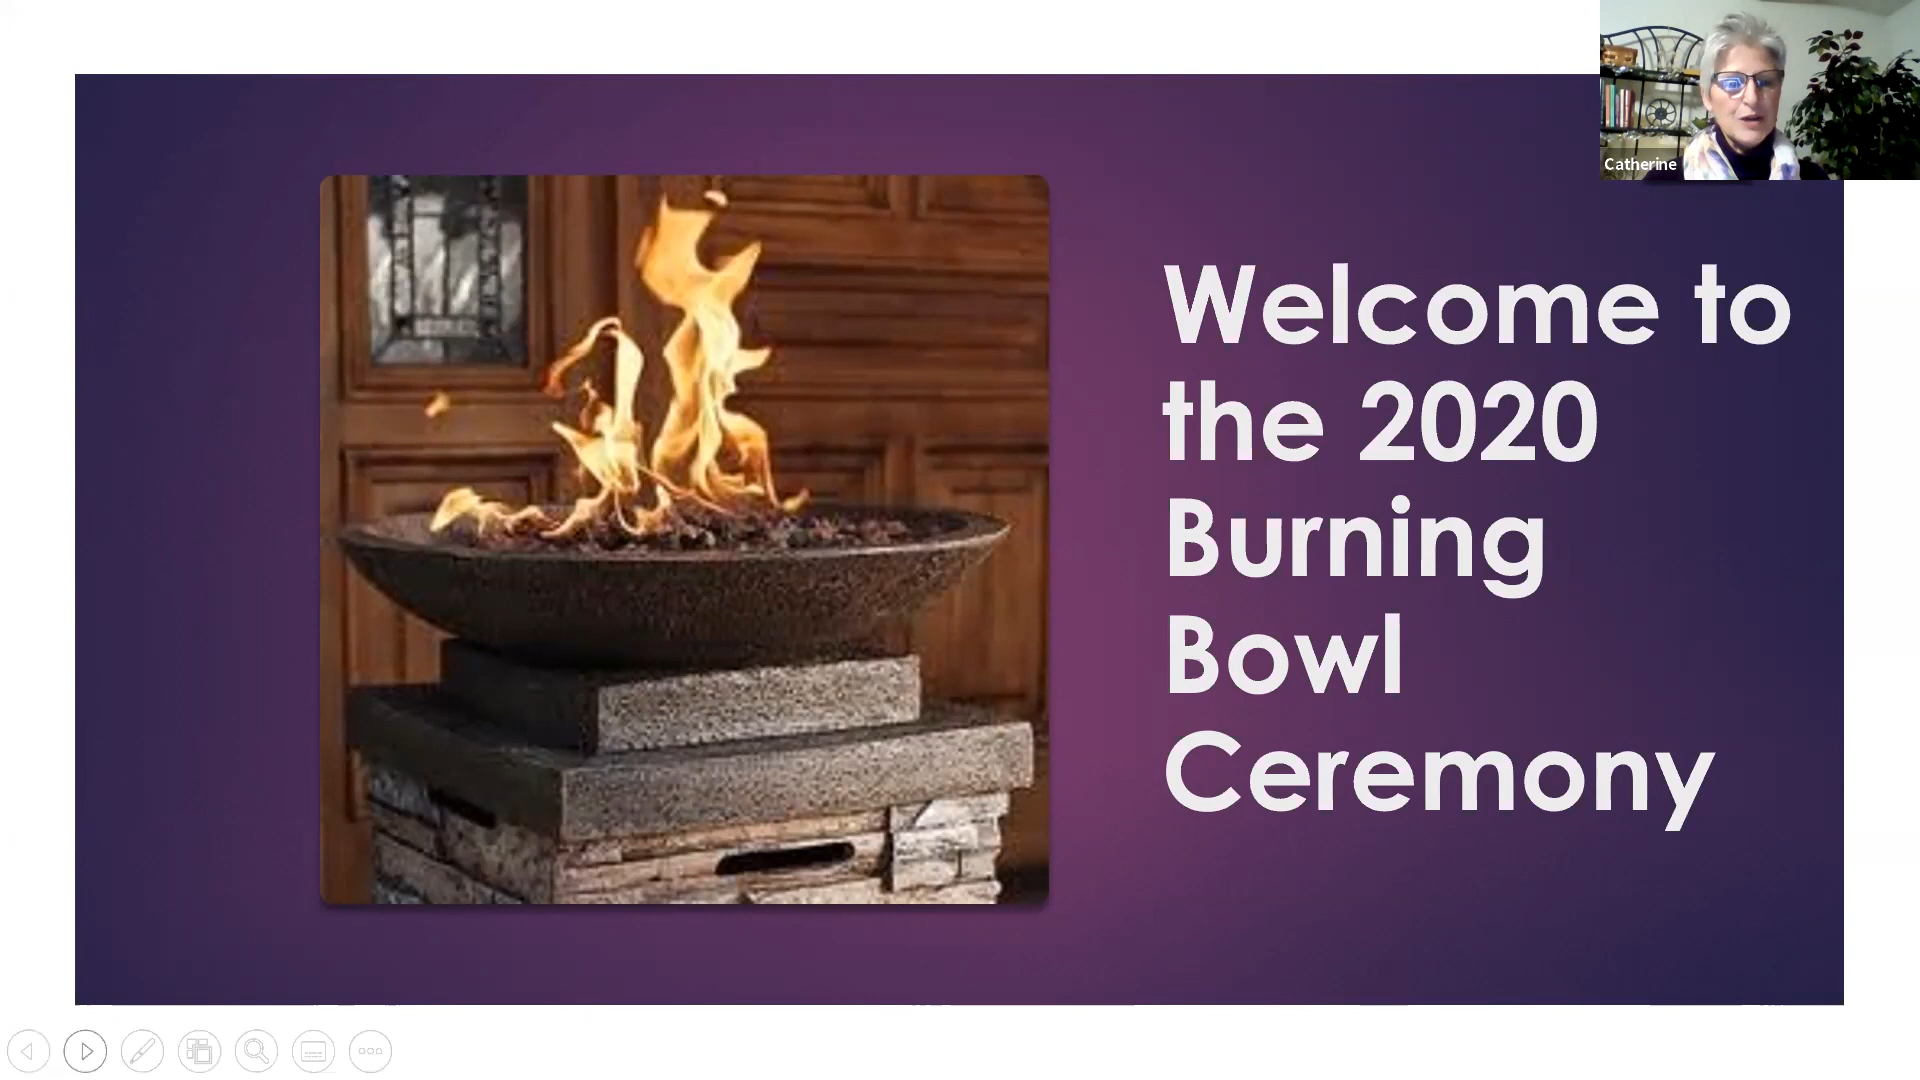 Catherine
Welcome to
the 2020
Burning
Bowl
Ceremony